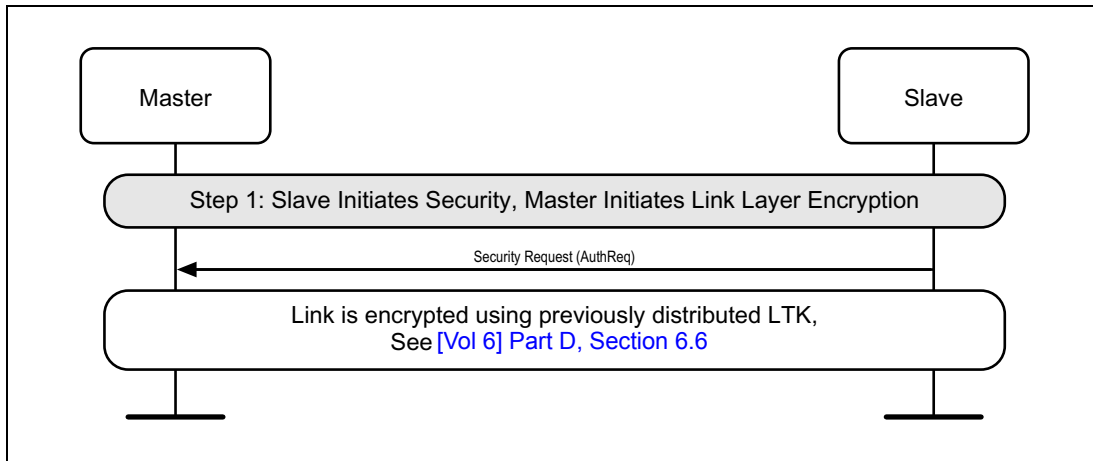 Master
Slave
Step 1: Slave Initiates Security, Master Initiates Link Layer Encryption
Security Request (AuthReq)
Link is encrypted using previously distributed LTK,
See [Vol 6] Part D, Section 6.6